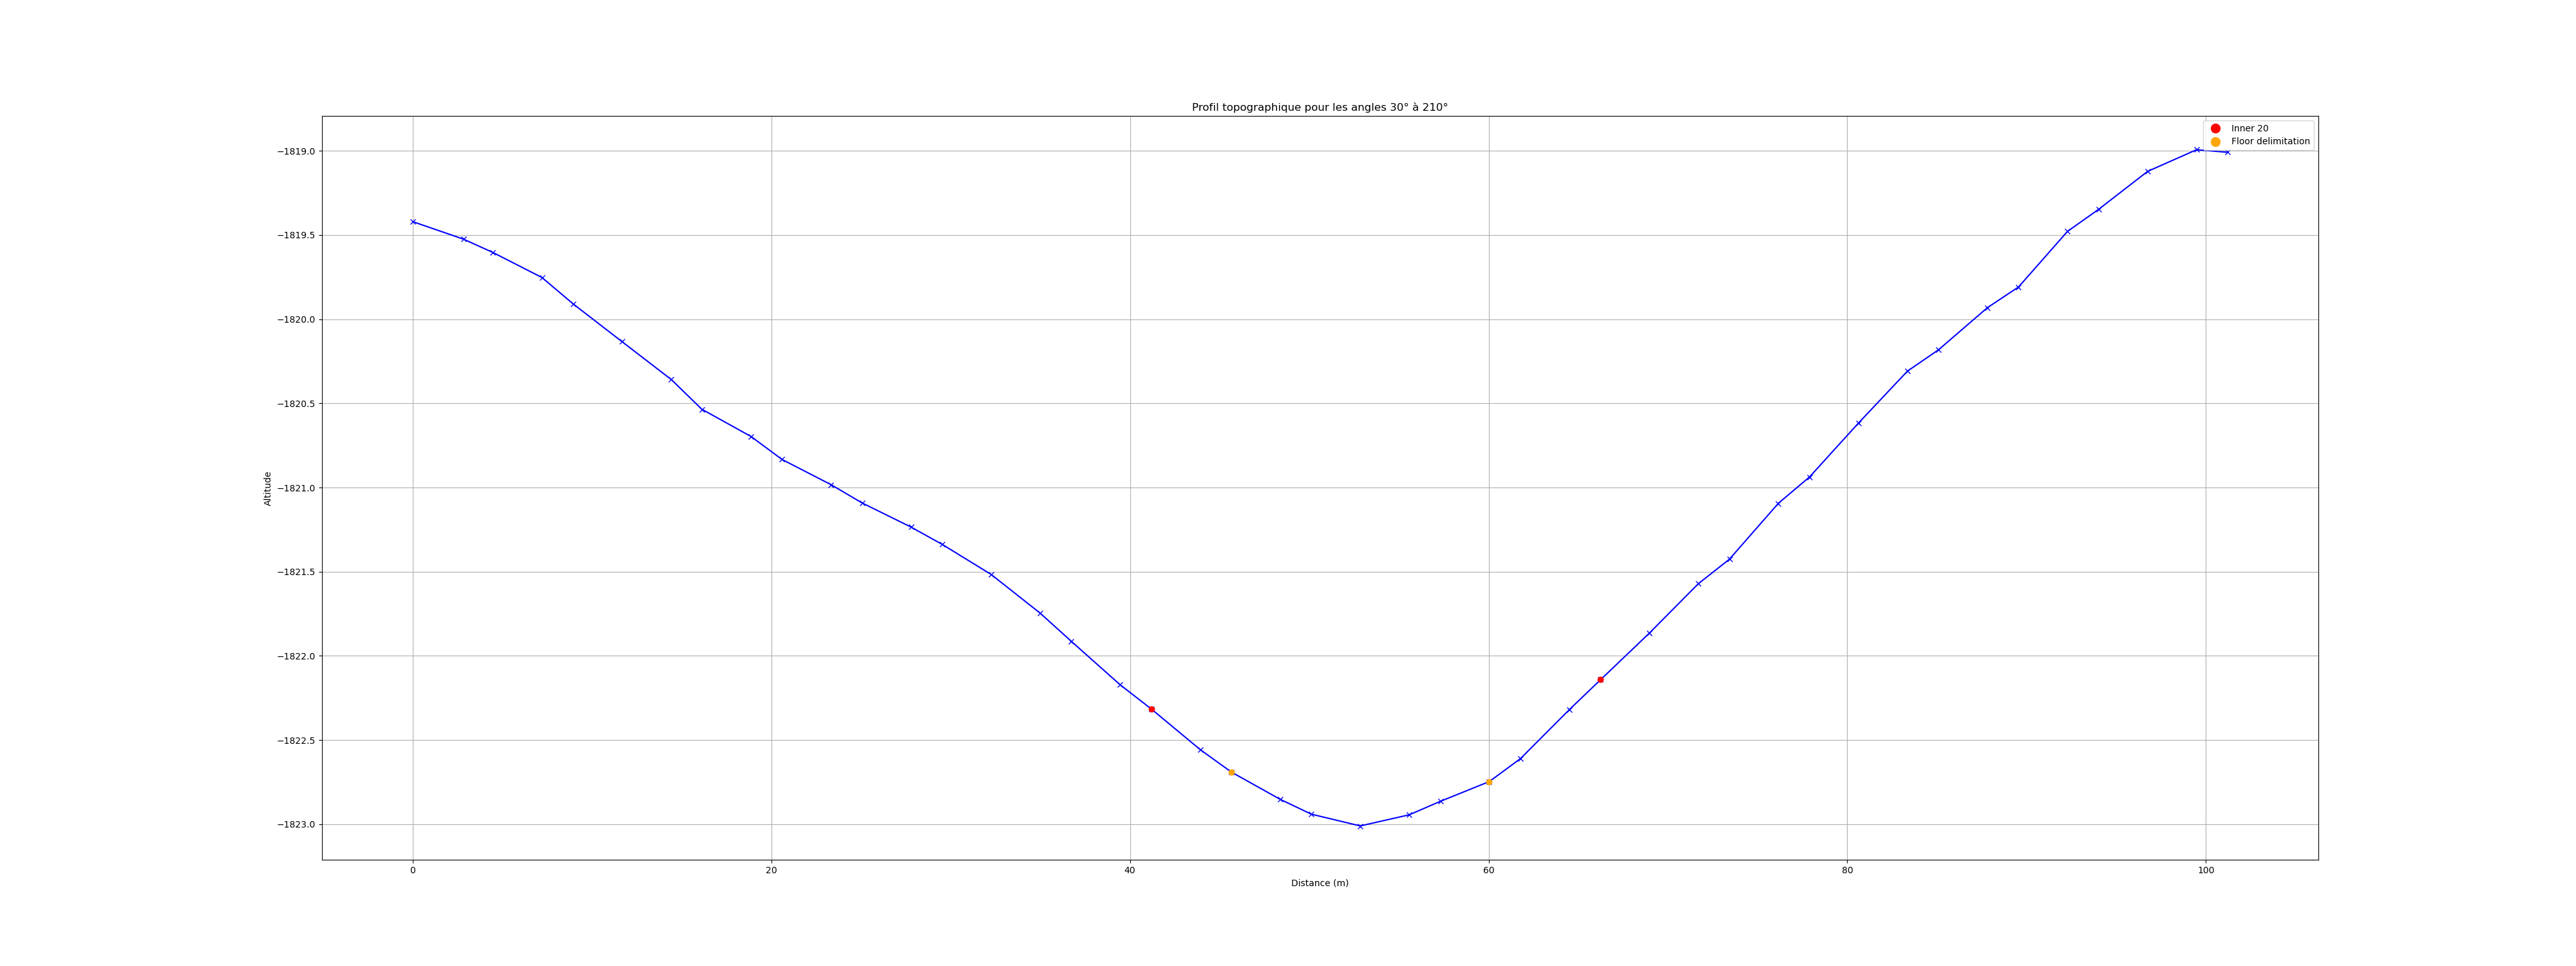 Profil topographique pour les angles 30° à 210°
Inner 20
Floor delimitation
−1819.0
−1819.5
−1820.0
−1820.5
−1821.0
−1821.5
−1822.0
−1822.5
−1823.0
Altitude
0 20 40 60 80 100
Distance (m)